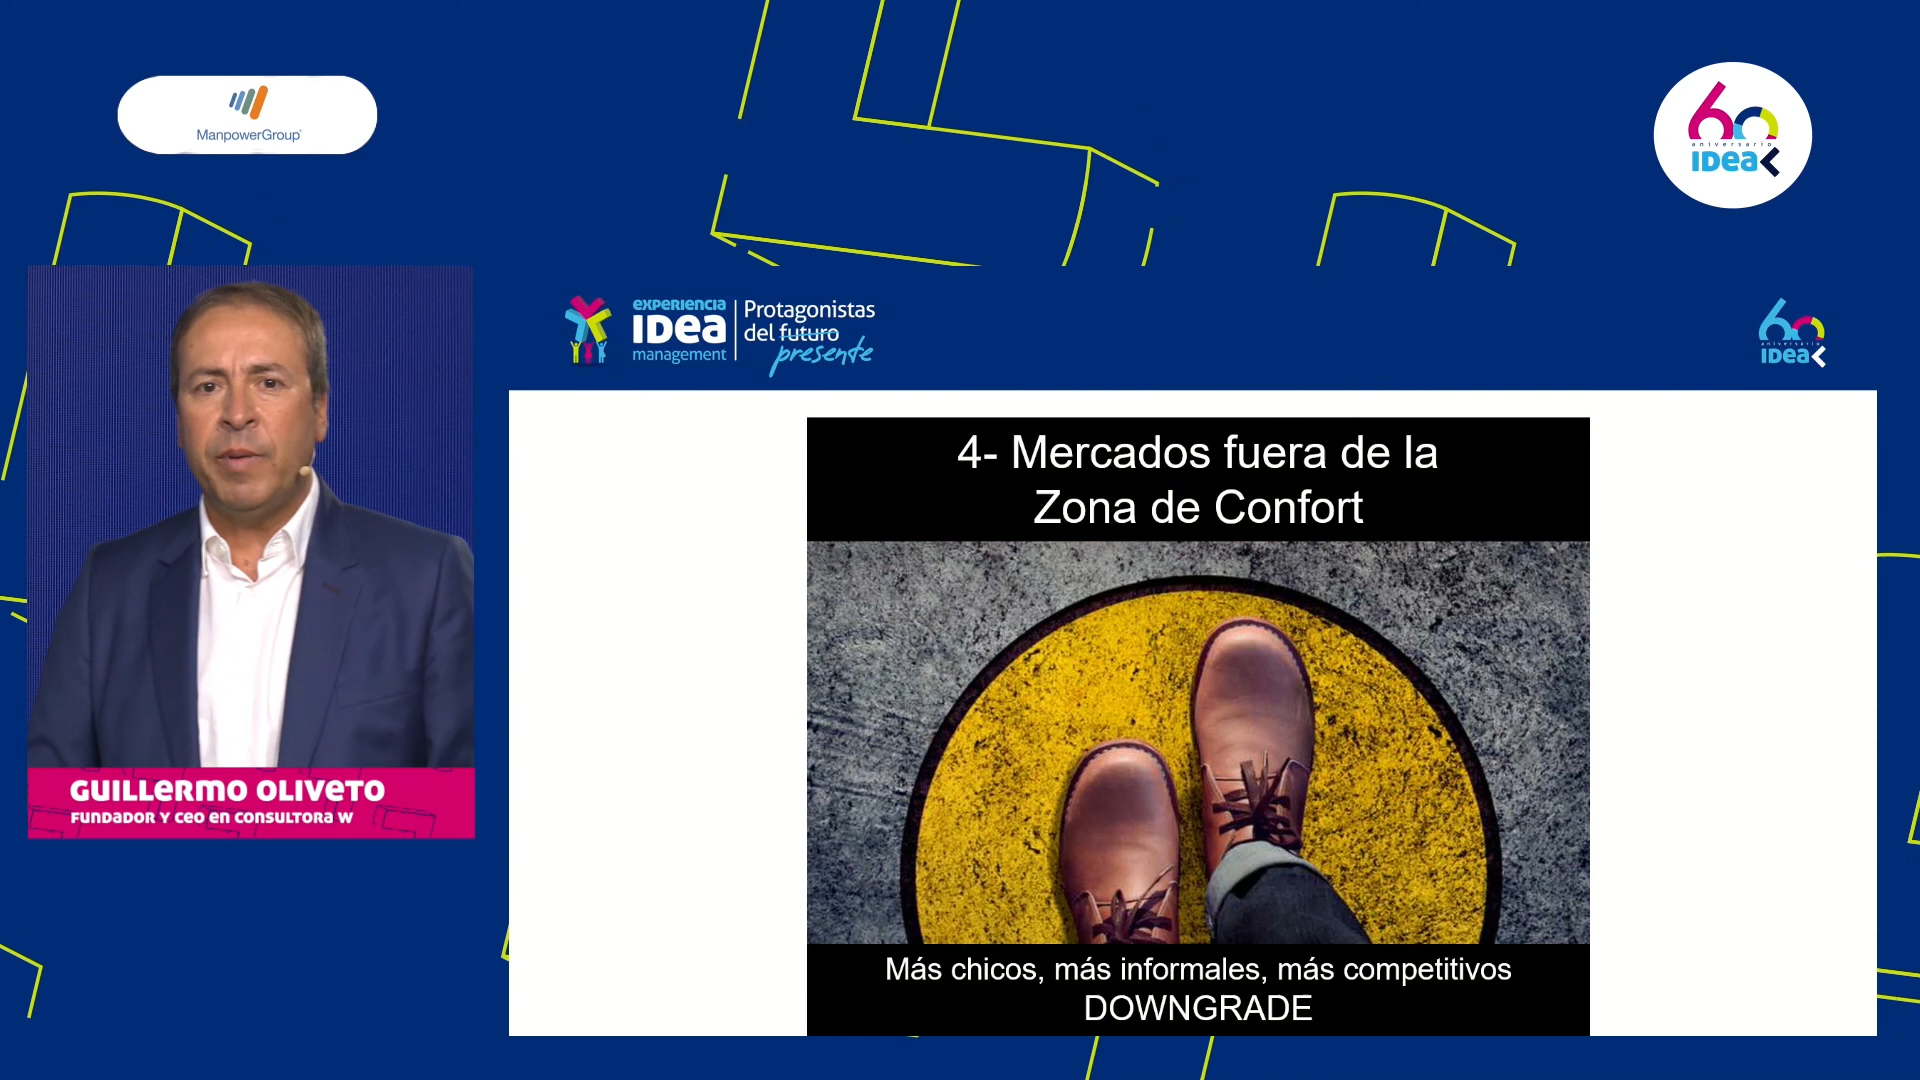 ManpowerGroup
60
aniversario
IDEA
experiencia
IDea
management
Protagonistas
del futuro
presente
60
aniversario
IDea
GUILLERMO OLIVETO
FUNDADOR Y CEO EN CONSULTORA W
4- Mercados fuera de la
Zona de Confort
Más chicos, más informales, más competitivos
DOWNGRADE